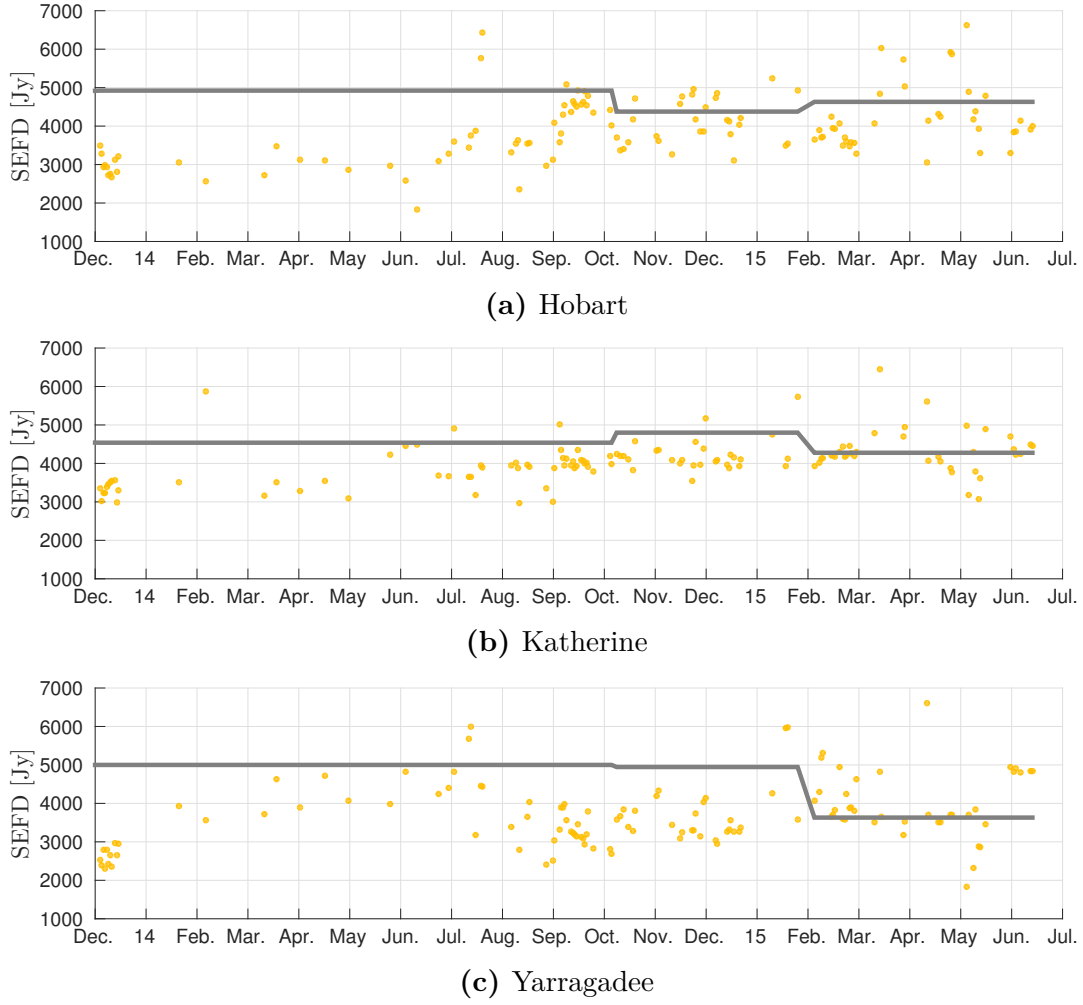 7000
6000
5000
4000
3000
2000
1000
SEFD [Jy]
Dec. 14 Feb. Mar. Apr. May Jun. Jul. Aug. Sep. Oct. Nov. Dec. 15 Feb. Mar. Apr. May Jun. Jul.
(a) Hobart
7000
6000
5000
4000
3000
2000
1000
SEFD [Jy]
Dec. 14 Feb. Mar. Apr. May Jun. Jul. Aug. Sep. Oct. Nov. Dec. 15 Feb. Mar. Apr. May Jun. Jul.
(b) Katherine
7000
6000
5000
4000
3000
2000
1000
SEFD [Jy]
Dec. 14 Feb. Mar. Apr. May Jun. Jul. Aug. Sep. Oct. Nov. Dec. 15 Feb. Mar. Apr. May Jun. Jul.
(c) Yarragadee